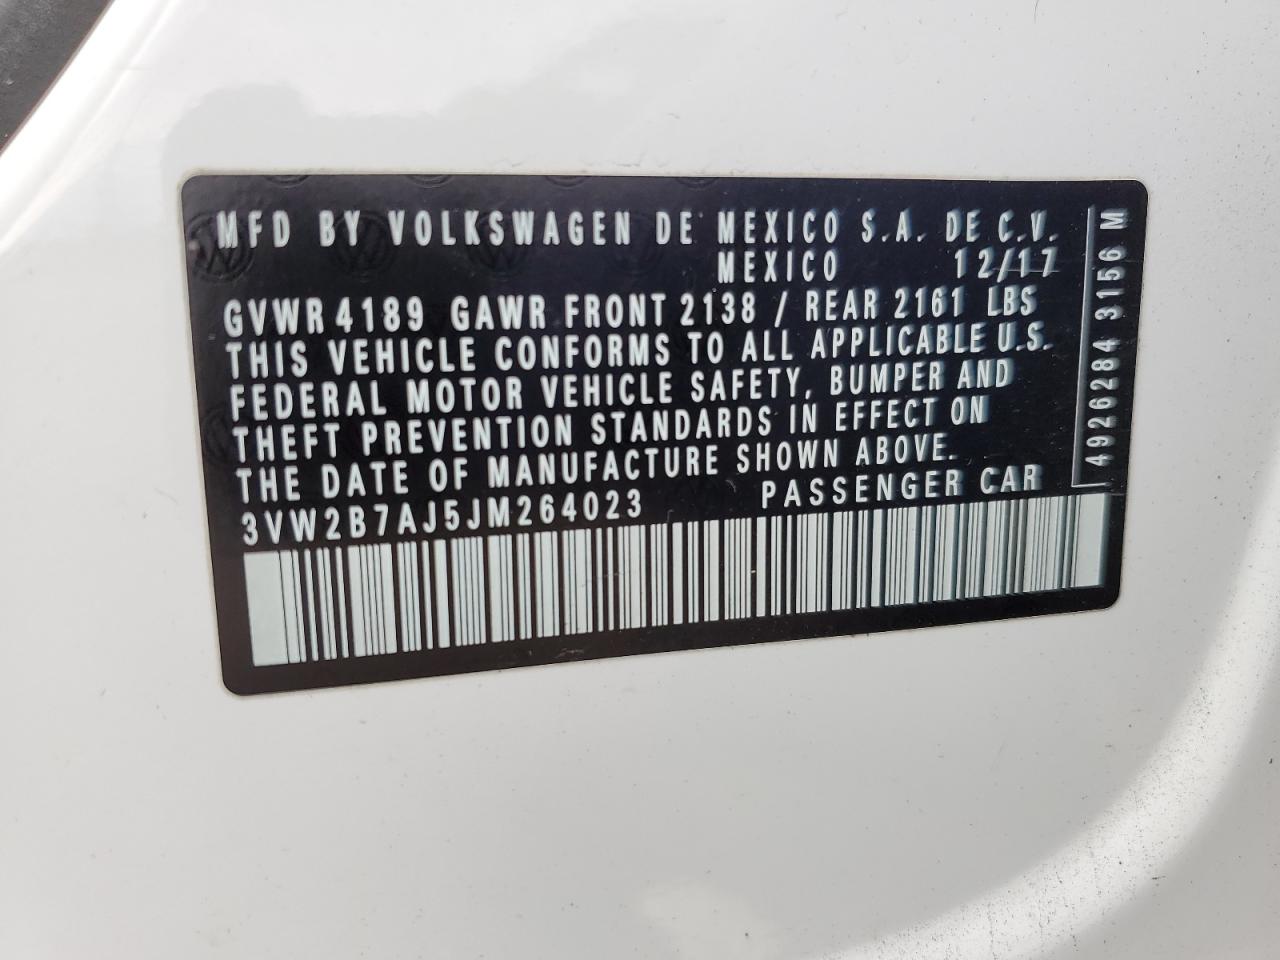 MFD BY VOLKSWAGEN DE MEXICO S.A. DE C.V.
MEXICO 12/17
GVWR 4189 GAWR FRONT 2138 / REAR 2161 LBS
THIS VEHICLE CONFORMS TO ALL APPLICABLE U.S.
FEDERAL MOTOR VEHICLE SAFETY, BUMPER AND
THEFT PREVENTION STANDARDS IN EFFECT ON
THE DATE OF MANUFACTURE SHOWN ABOVE.
3VW2B7AJ5JM264023 PASSENGER CAR
4926284 3156 M